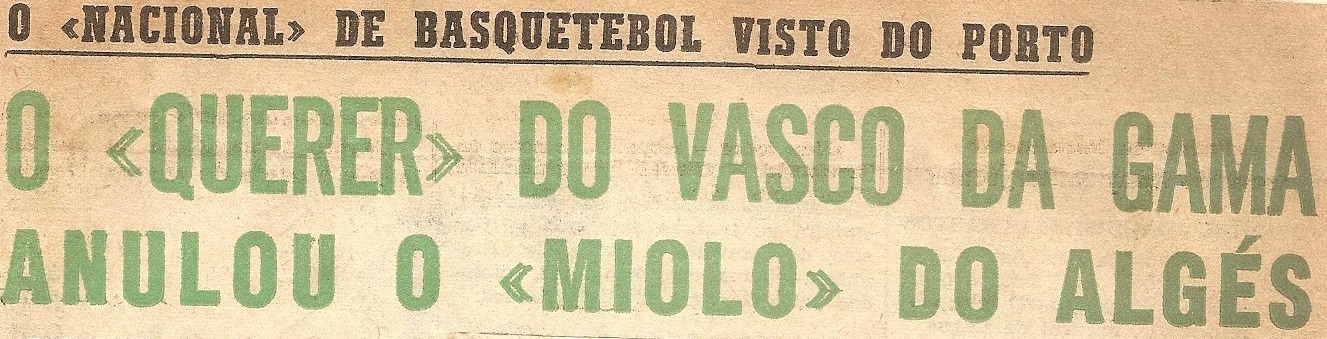 O «NACIONAL» DE BASQUETEBOL VISTO DO PORTO
O «QUERER» DO VASCO DA GAMA
ANULOU O «MIOLO» DO ALGÉS